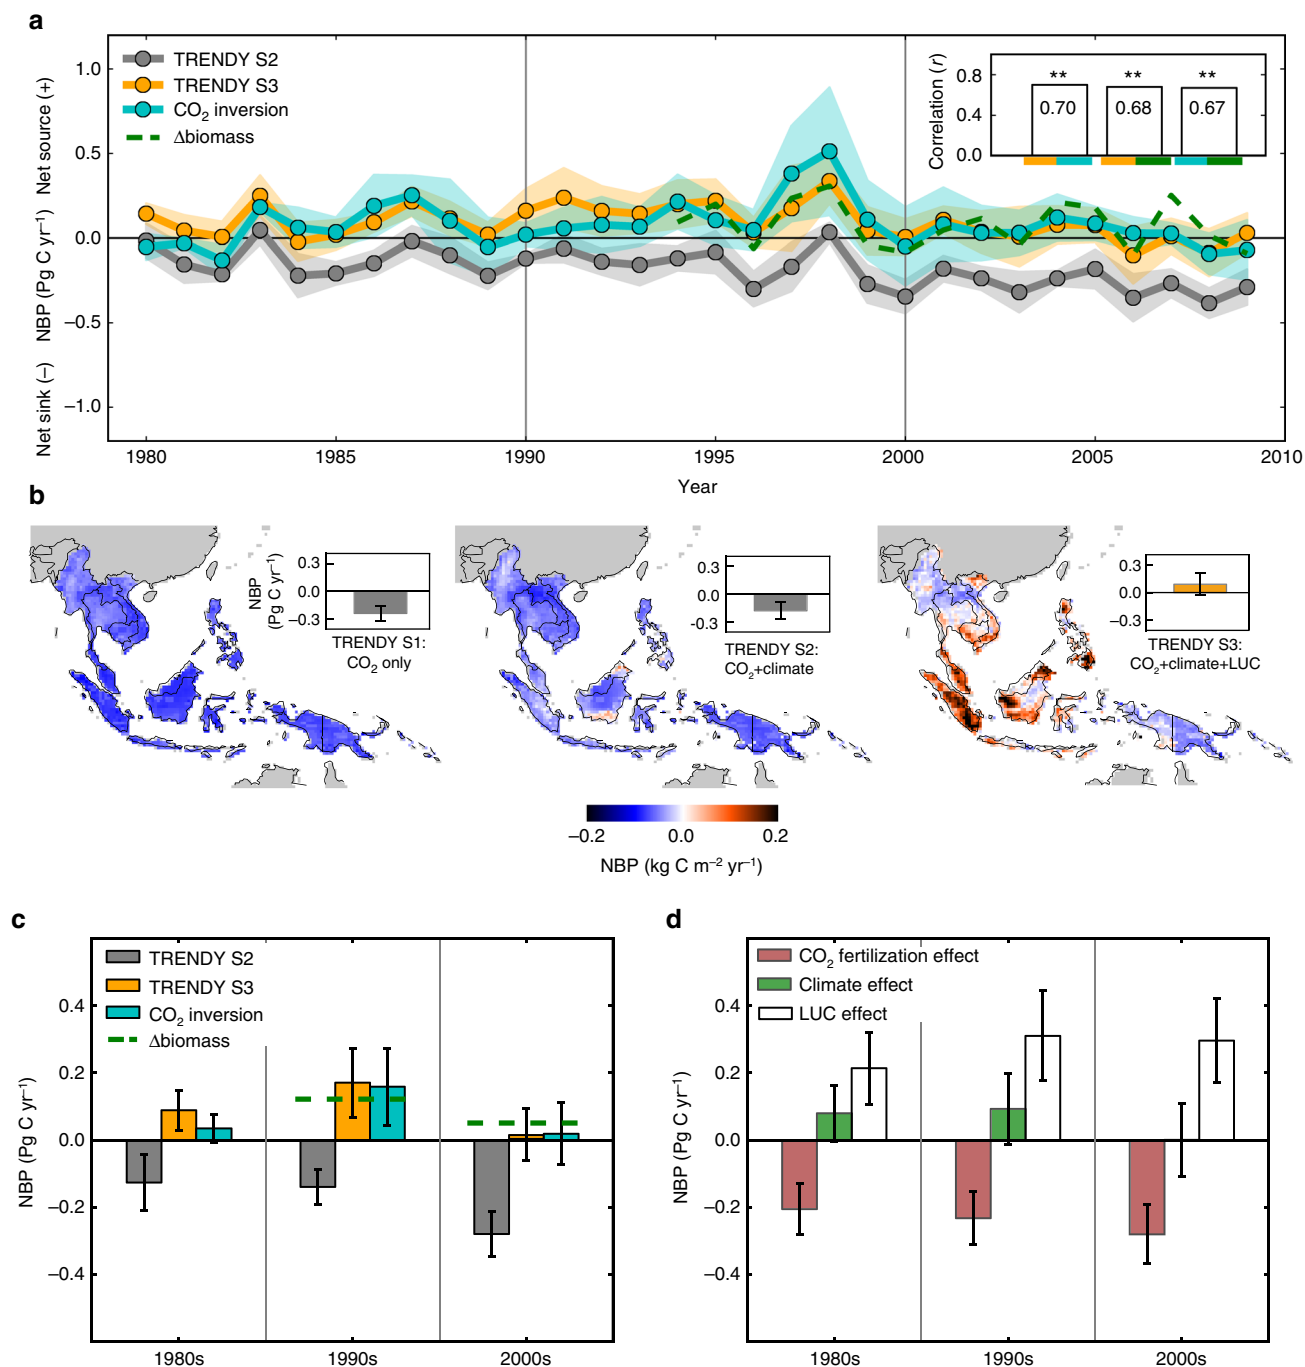 a
Net source (+)
NBP (Pg C yr⁻¹)
Net sink (–)
1.0
0.5
0.0
–0.5
–1.0
TRENDY S2
TRENDY S3
CO₂ inversion
Δbiomass
Correlation (r)
0.8
0.4
0.0
** ** **
0.70 0.68 0.67
1980 1985 1990 1995 2000 2005 2010
Year
b
NBP
(Pg C yr⁻¹)
0.3
0.0
–0.3
TRENDY S1:
CO₂ only
0.3
0.0
-0.3
TRENDY S2:
CO₂+climate
0.3
0.0
–0.3
TRENDY S3:
CO₂+climate+LUC
–0.2 0.0 0.2
NBP (kg C m⁻² yr⁻¹)
c
TRENDY S2
TRENDY S3
CO₂ inversion
Δbiomass
NBP (Pg C yr⁻¹)
0.4
0.2
0.0
–0.2
–0.4
1980s 1990s 2000s
d
CO₂ fertilization effect
Climate effect
LUC effect
NBP (Pg C yr⁻¹)
0.4
0.2
0.0
–0.2
–0.4
1980s 1990s 2000s